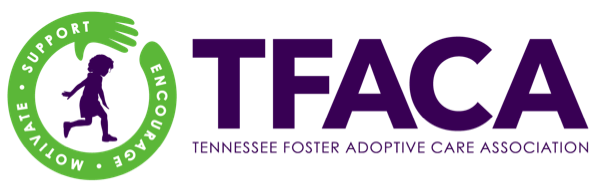 SUPPORT
ENCOURAGE • MOTIVATE •
TFACA
TENNESSEE FOSTER ADOPTIVE CARE ASSOCIATION